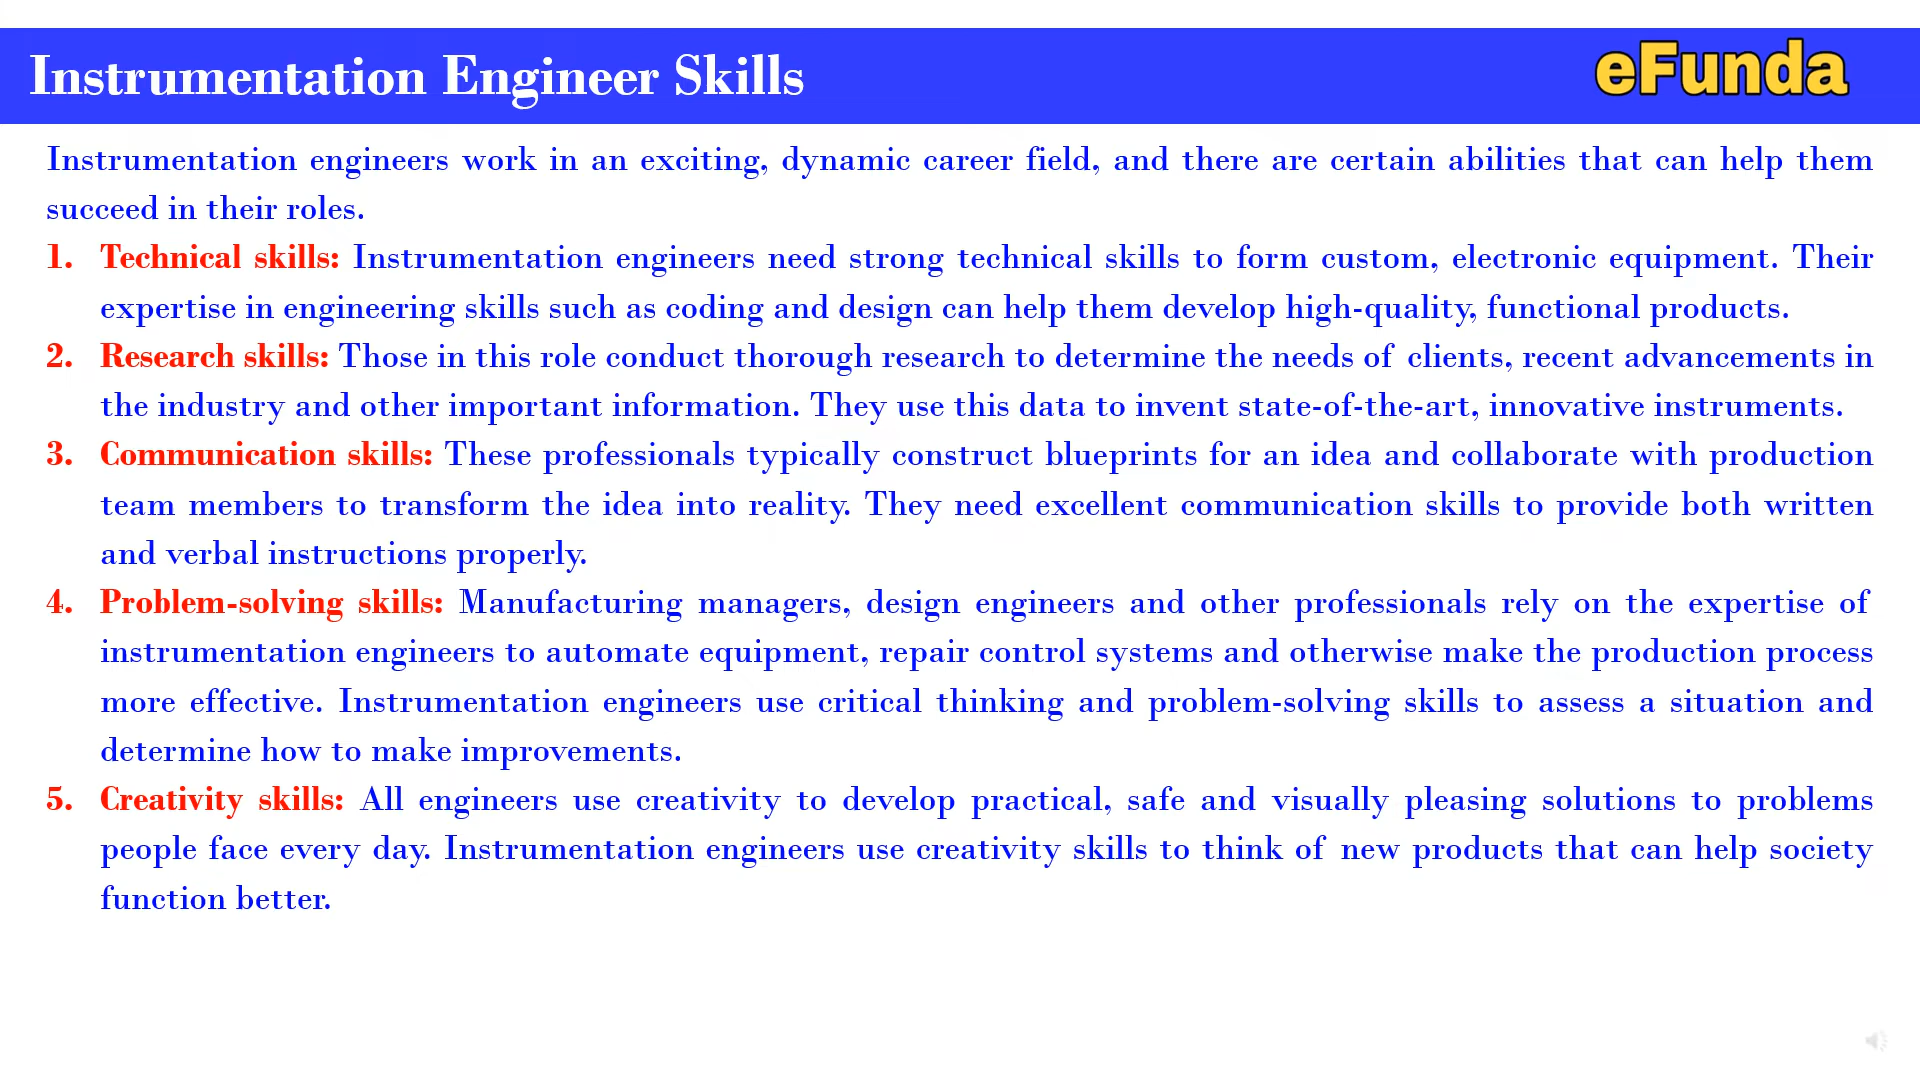 Instrumentation Engineer Skills
eFunda
Instrumentation engineers work in an exciting, dynamic career field, and there are certain abilities that can help them
succeed in their roles.
1. Technical skills: Instrumentation engineers need strong technical skills to form custom, electronic equipment. Their
expertise in engineering skills such as coding and design can help them develop high-quality, functional products.
2. Research skills: Those in this role conduct thorough research to determine the needs of clients, recent advancements in
the industry and other important information. They use this data to invent state-of-the-art, innovative instruments.
3. Communication skills: These professionals typically construct blueprints for an idea and collaborate with production
team members to transform the idea into reality. They need excellent communication skills to provide both written
and verbal instructions properly.
4. Problem-solving skills: Manufacturing managers, design engineers and other professionals rely on the expertise of
instrumentation engineers to automate equipment, repair control systems and otherwise make the production process
more effective. Instrumentation engineers use critical thinking and problem-solving skills to assess a situation and
determine how to make improvements.
5. Creativity skills: All engineers use creativity to develop practical, safe and visually pleasing solutions to problems
people face every day. Instrumentation engineers use creativity skills to think of new products that can help society
function better.